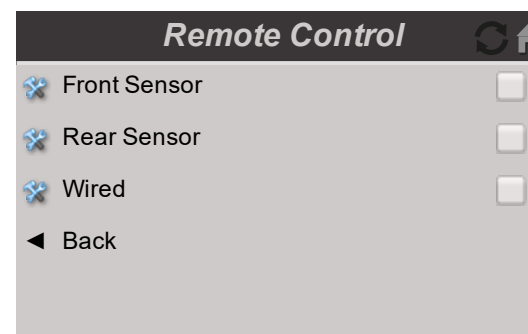 Remote Control
Front Sensor
Rear Sensor
Wired
◄ Back